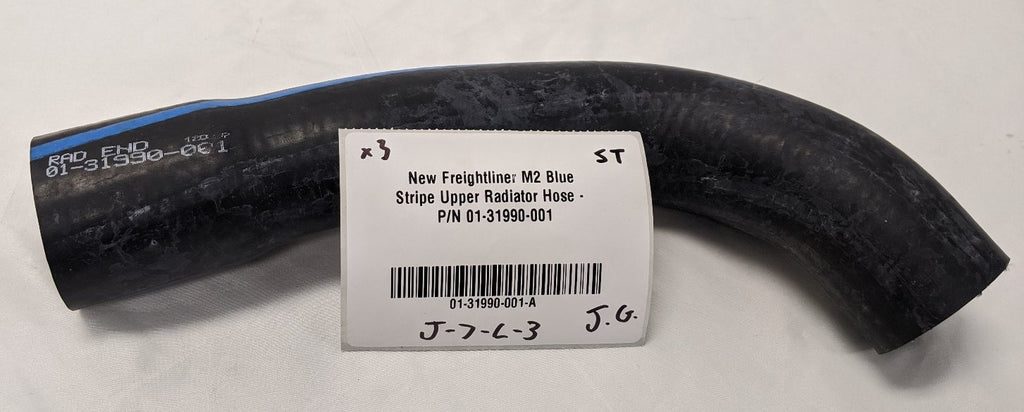 RAD END
01-31990-001
x3
ST
New Freightliner M2 Blue
Stripe Upper Radiator Hose -
P/N 01-31990-001
01-31990-001-A
J-7-L-3
J.G.